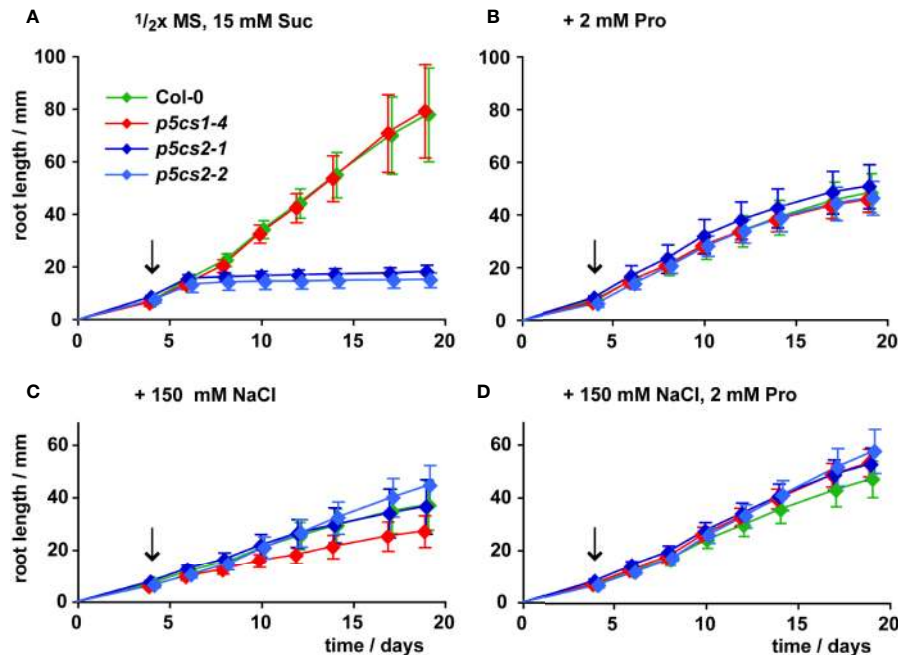 A
½x MS, 15 mM Suc
root length / mm
100
80
60
40
20
0
0 5 10 15 20
Col-0
p5cs1-4
p5cs2-1
p5cs2-2
B
+ 2 mM Pro
100
80
60
40
20
0
0 5 10 15 20
C
+ 150 mM NaCl
root length / mm
60
40
20
0
0 5 10 15 20
time / days
D
+ 150 mM NaCl, 2 mM Pro
60
40
20
0
0 5 10 15 20
time / days